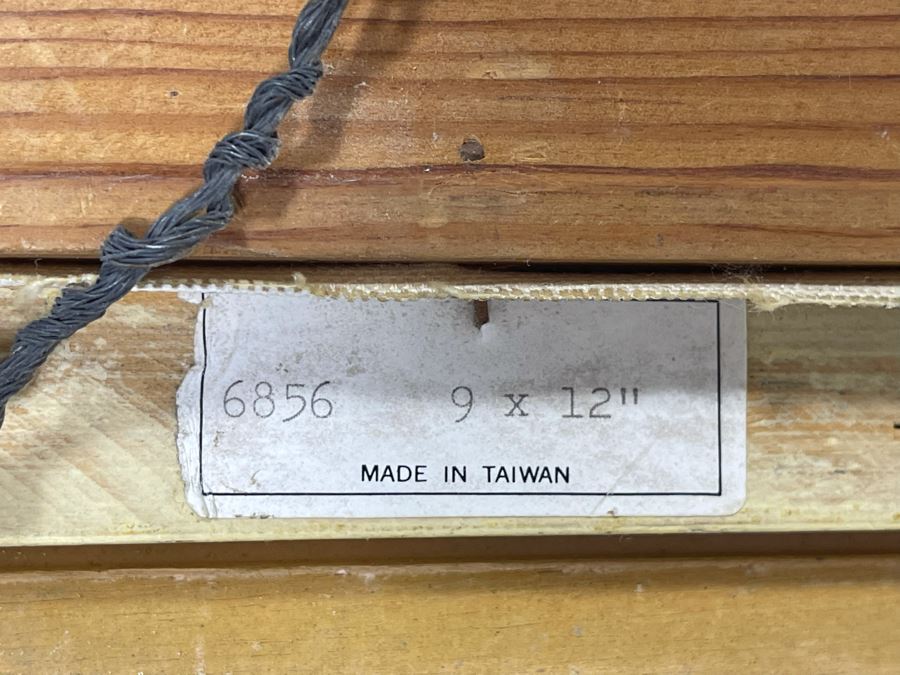 6856 9 x 12"
MADE IN TAIWAN